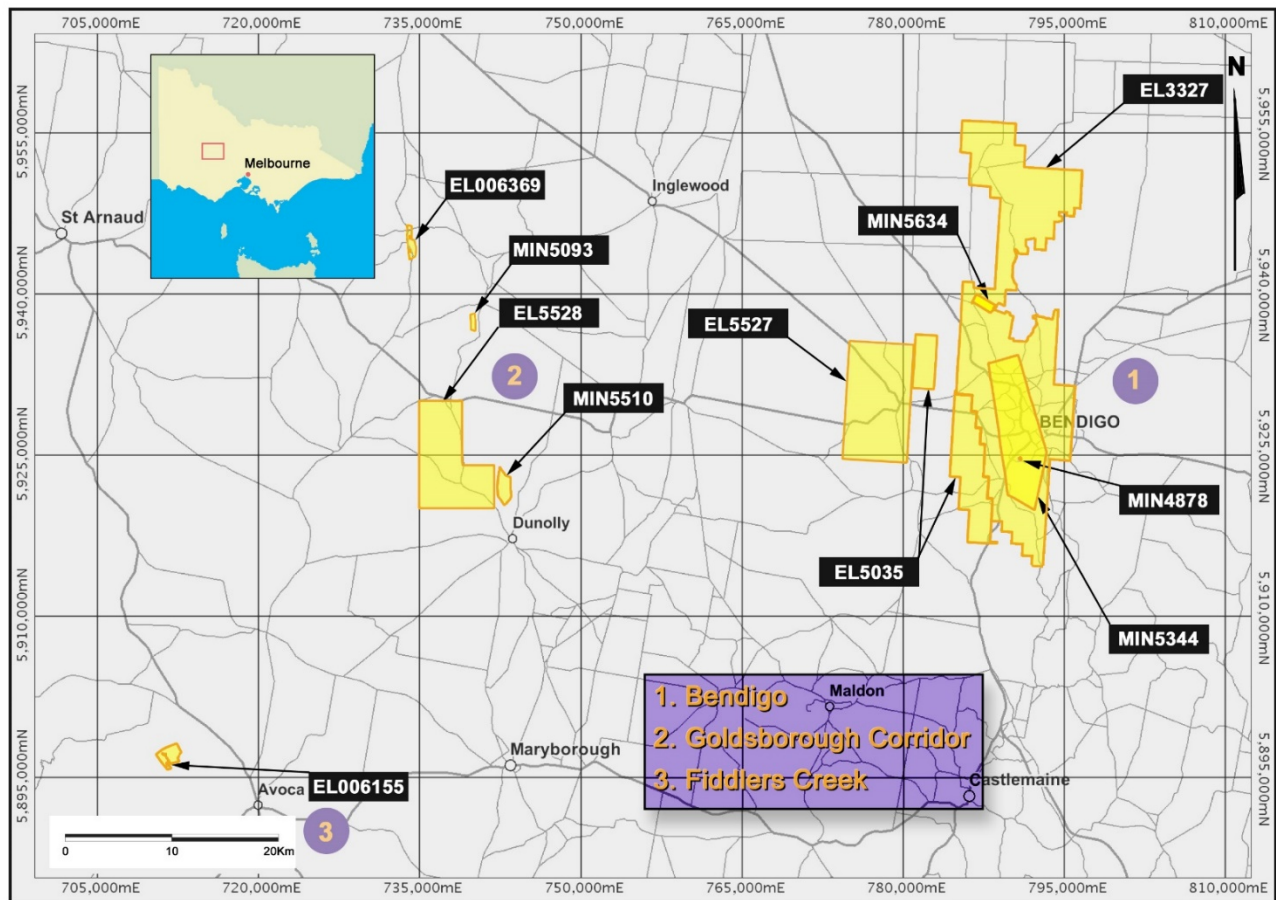 705,000mE 720,000mE 735,000mE 750,000mE 765,000mE 780,000mE 795,000mE 810,000mE
N
EL3327
5,955,000mN 5,955,000mN
Melbourne
EL006369
Inglewood
St Arnaud
MIN5634
MIN5093
5,940,000mN 5,940,000mN
EL5528
EL5527
2
1
MIN5510
BENDIGO
5,925,000mN 5,925,000mN
MIN4878
Dunolly
EL5035
5,910,000mN 5,910,000mN
MIN5344
1. Bendigo
Maldon
2. Goldsborough Corridor
3. Fiddlers Creek
Maryborough
Castlemaine
5,895,000mN 5,895,000mN
EL006155
Avoca
3
0 10 20Km
705,000mE 720,000mE 735,000mE 750,000mE 765,000mE 780,000mE 795,000mE 810,000mE